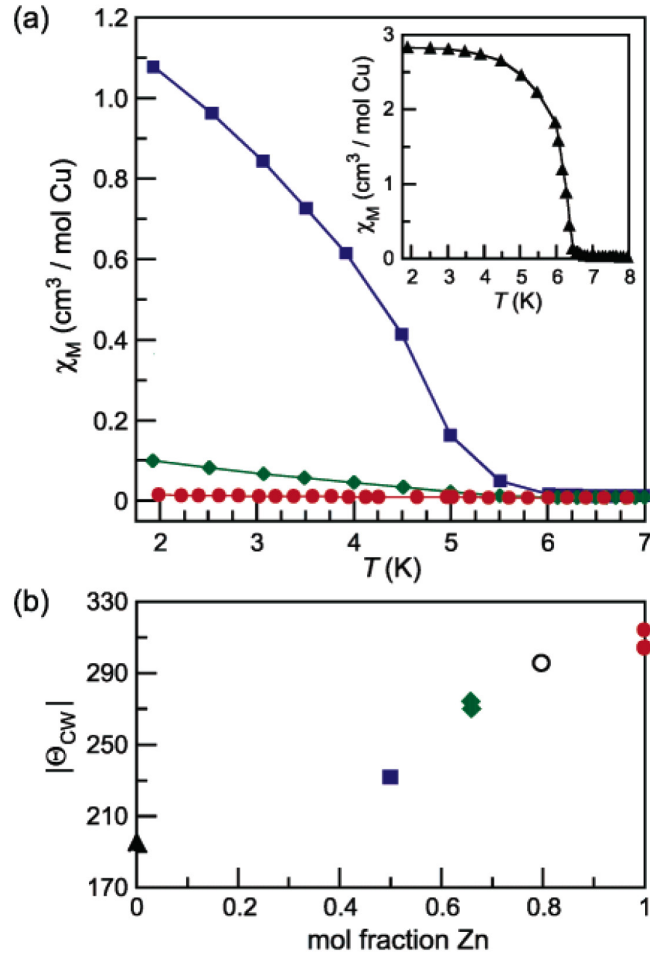 (a)
1.2
1.0
0.8
0.6
0.4
0.2
0
χM (cm³ / mol Cu)
2 3 4 5 6 7
T (K)
3
2
1
0
χM (cm³ / mol Cu)
2 3 4 5 6 7 8
T (K)
(b)
330
290
250
210
170
|ΘCW|
0 0.2 0.4 0.6 0.8 1
mol fraction Zn